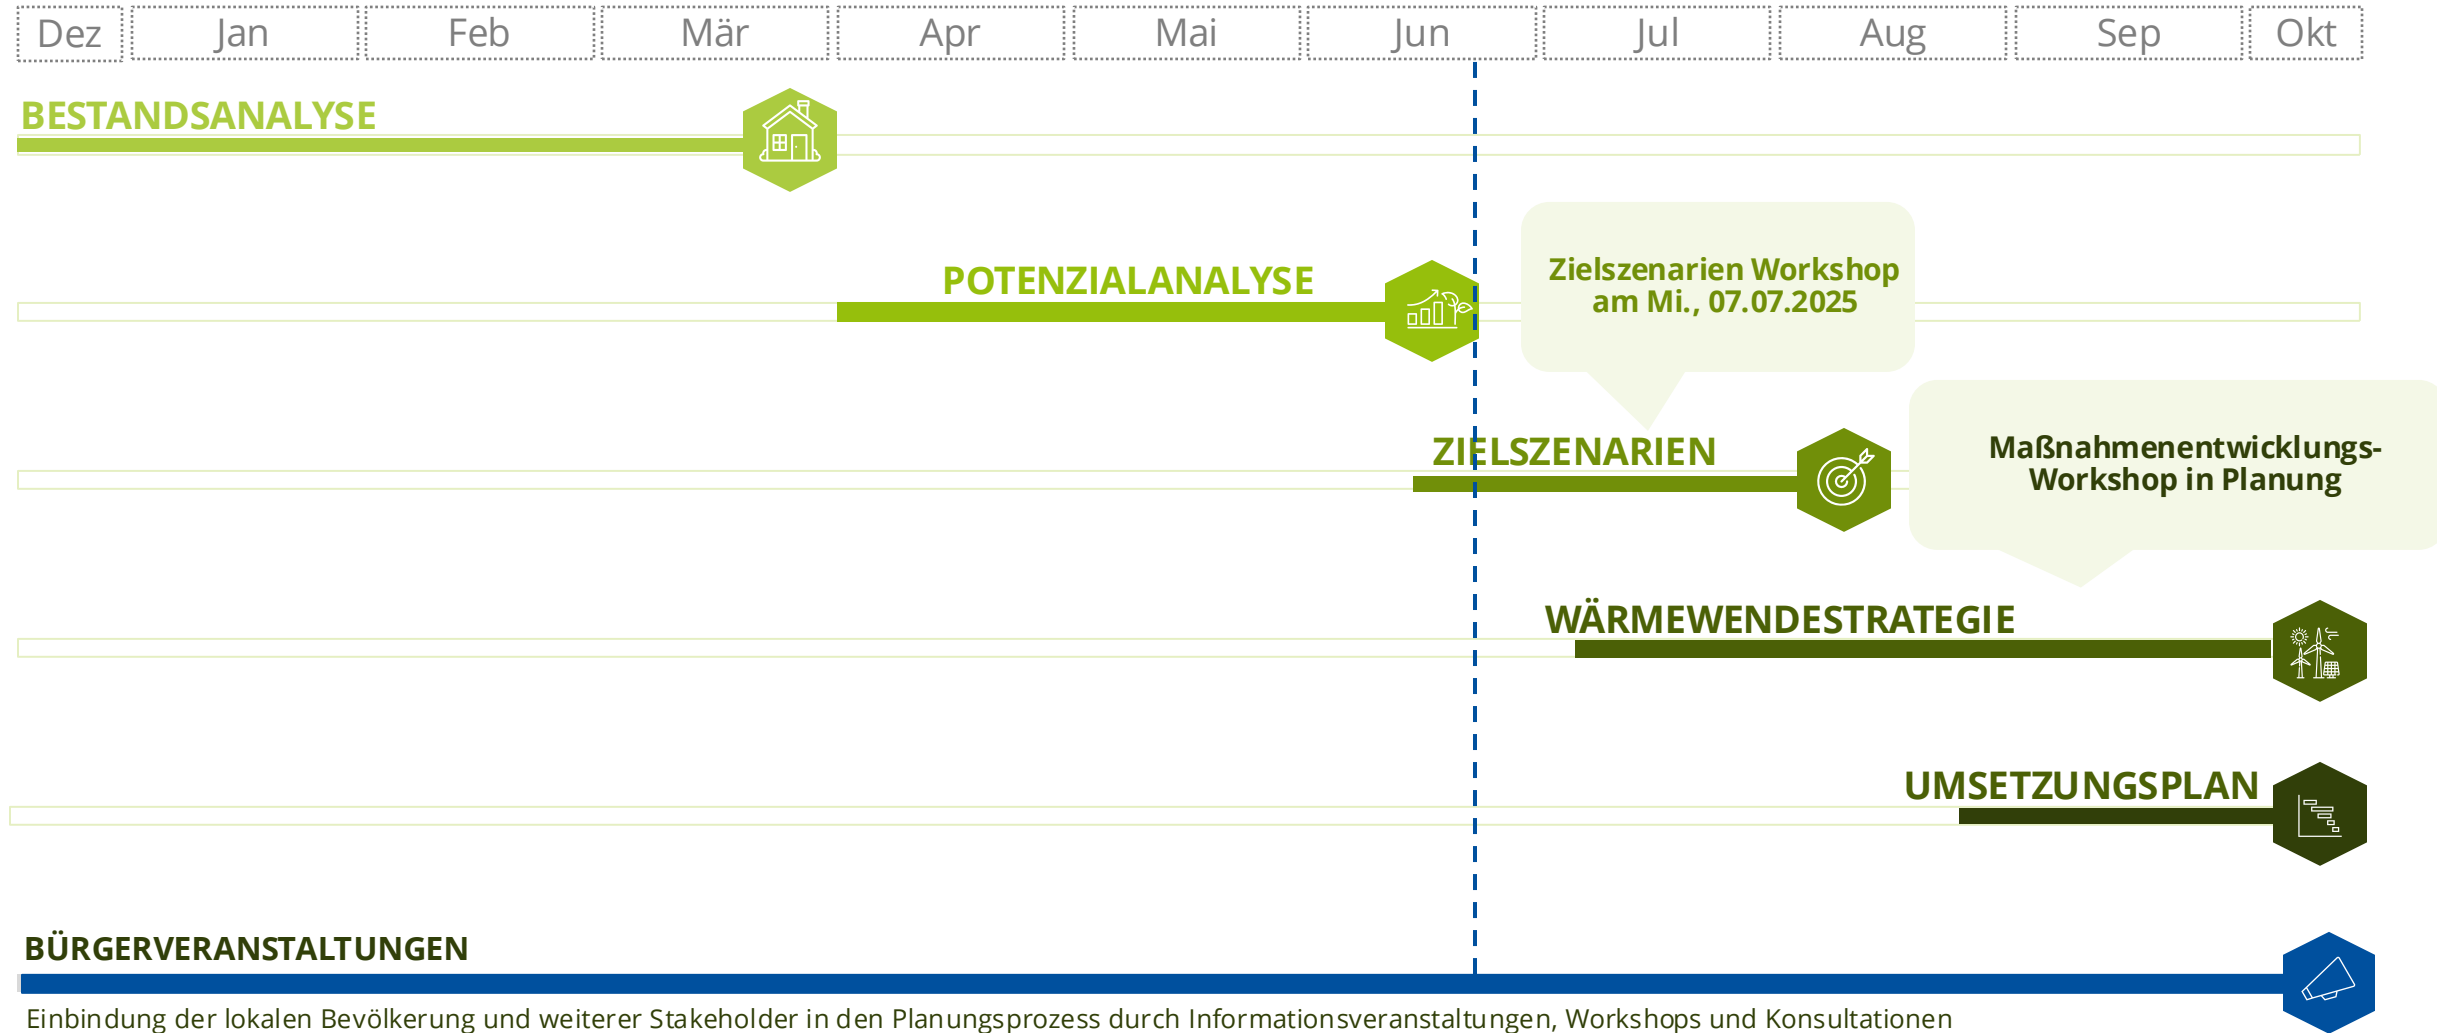 Dez Jan Feb Mär Apr Mai Jun Jul Aug Sep Okt
BESTANDSANALYSE
POTENZIALANALYSE
Zielszenarien Workshop
am Mi., 07.07.2025
ZIELSZENARIEN
Maßnahmenentwicklungs-
Workshop in Planung
WÄRMEWENDESTRATEGIE
UMSETZUNGSPLAN
BÜRGERVERANSTALTUNGEN
Einbindung der lokalen Bevölkerung und weiterer Stakeholder in den Planungsprozess durch Informationsveranstaltungen, Workshops und Konsultationen